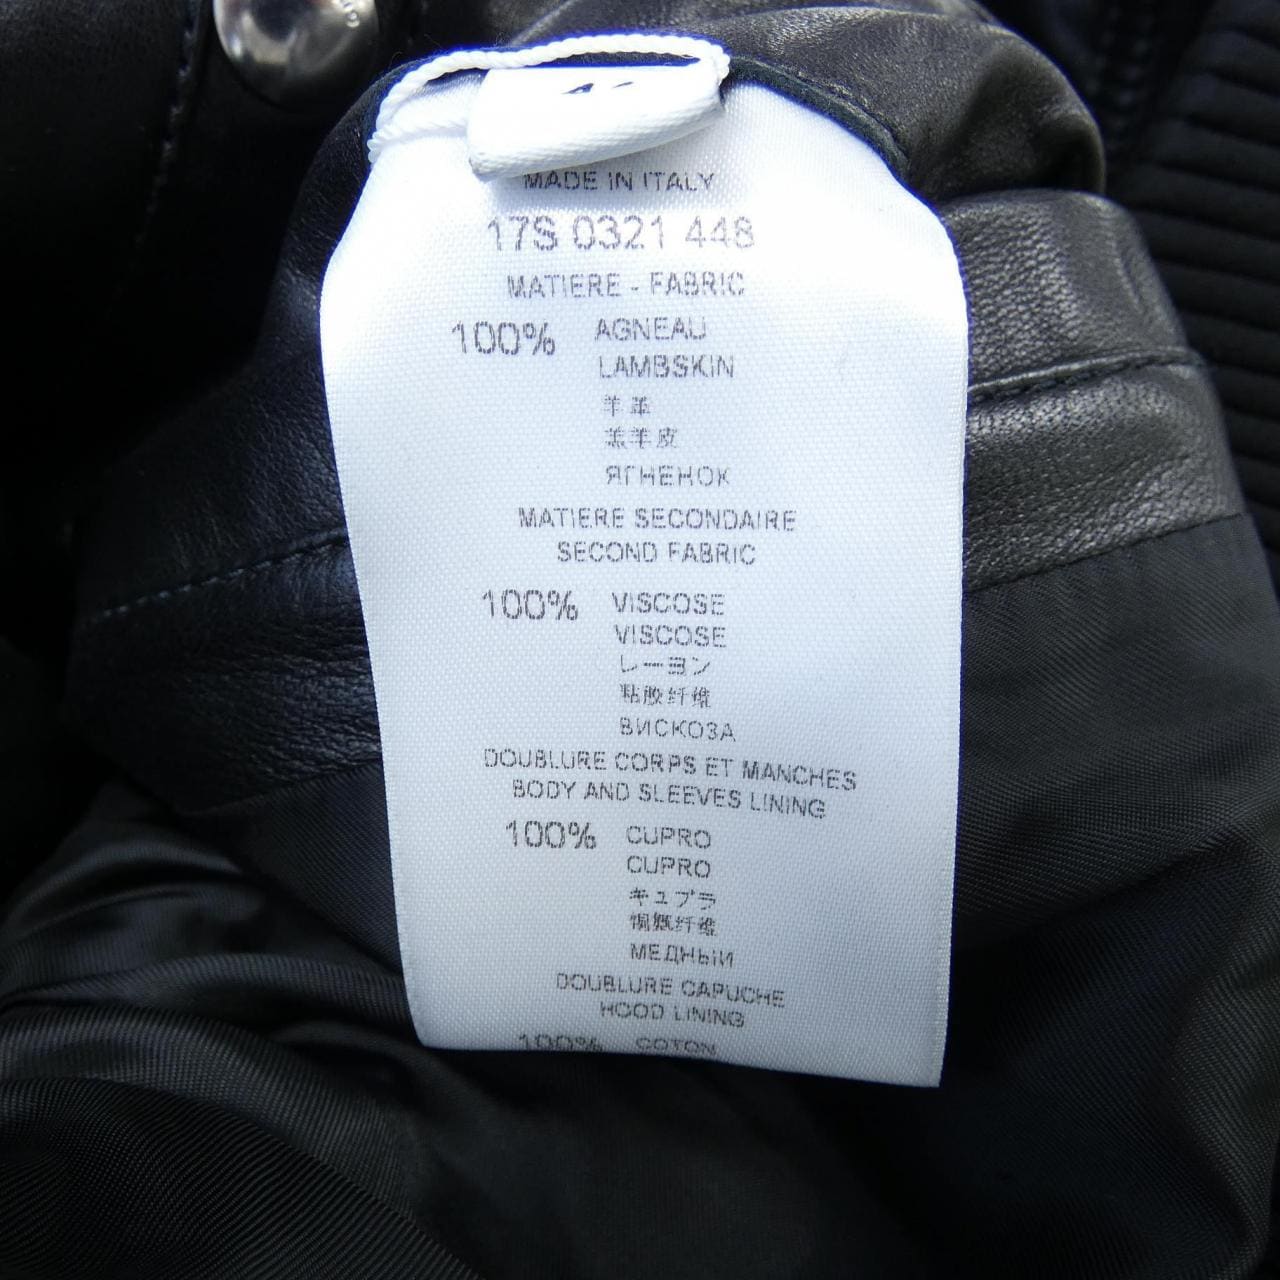 MADE IN ITALY
17S 0321 448
MATIERE - FABRIC
100% AGNEAU
LAMBSKIN
羊革
羔羊皮
ЯГНЕНОК
MATIERE SECONDAIRE
SECOND FABRIC
100% VISCOSE
VISCOSE
レーヨン
粘胶纤维
ВИСКОЗА
DOUBLURE CORPS ET MANCHES
BODY AND SLEEVES LINING
100% CUPRO
CUPRO
キュプラ
铜氨纤维
МЕДНЫЙ
DOUBLURE CAPUCHE
HOOD LINING
100% COTON